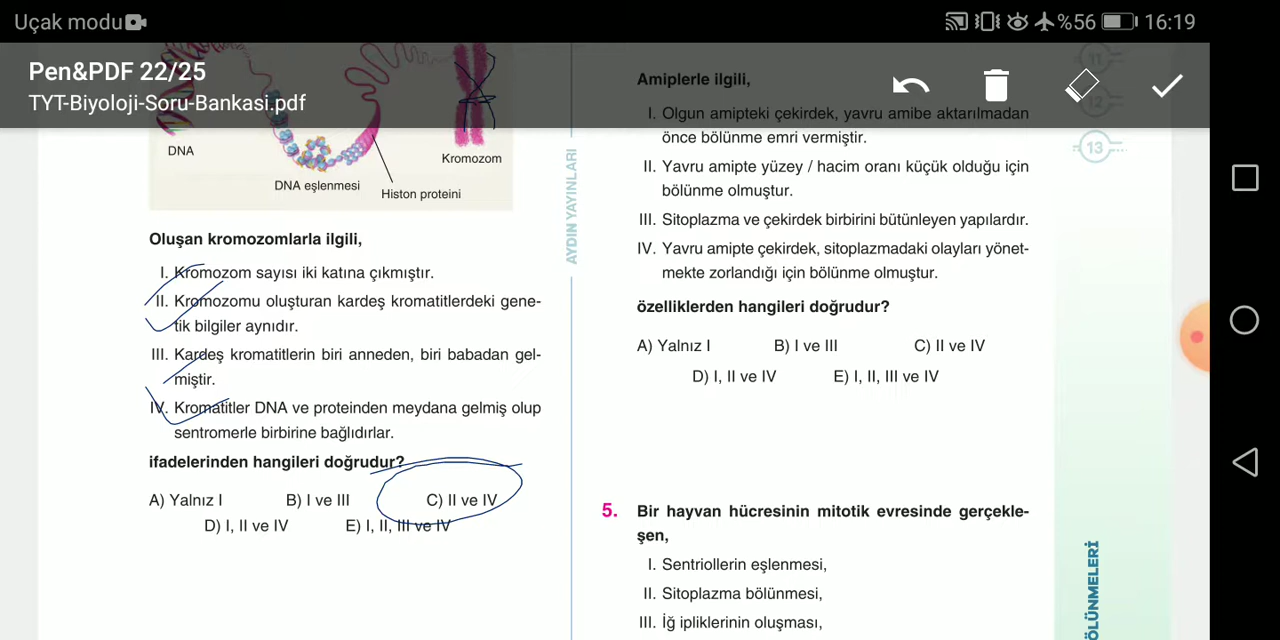 Uçak modu
%56 16:19
Pen&PDF 22/25
TYT-Biyoloji-Soru-Bankasi.pdf
DNA
DNA eşlenmesi
Histon proteini
Kromozom
Oluşan kromozomlarla ilgili,
I. Kromozom sayısı iki katına çıkmıştır.
II. Kromozomu oluşturan kardeş kromatitlerdeki gene-
tik bilgiler aynıdır.
III. Kardeş kromatitlerin biri anneden, biri babadan gel-
miştir.
IV. Kromatitler DNA ve proteinden meydana gelmiş olup
sentromerle birbirine bağlıdırlar.
ifadelerinden hangileri doğrudur?
A) Yalnız I B) I ve III C) II ve IV
D) I, II ve IV E) I, II, III ve IV
AYDIN YAYINLARI
Amiplerle ilgili,
I. Olgun amipteki çekirdek, yavru amibe aktarılmadan
önce bölünme emri vermiştir.
II. Yavru amipte yüzey / hacim oranı küçük olduğu için
bölünme olmuştur.
III. Sitoplazma ve çekirdek birbirini bütünleyen yapılardır.
IV. Yavru amipte çekirdek, sitoplazmadaki olayları yönet-
mekte zorlandığı için bölünme olmuştur.
özelliklerden hangileri doğrudur?
A) Yalnız I B) I ve III C) II ve IV
D) I, II ve IV E) I, II, III ve IV
5. Bir hayvan hücresinin mitotik evresinde gerçekle-
şen,
I. Sentriollerin eşlenmesi,
II. Sitoplazma bölünmesi,
III. İğ ipliklerinin oluşması,
11
12
13
ÖLÜNMELERİ